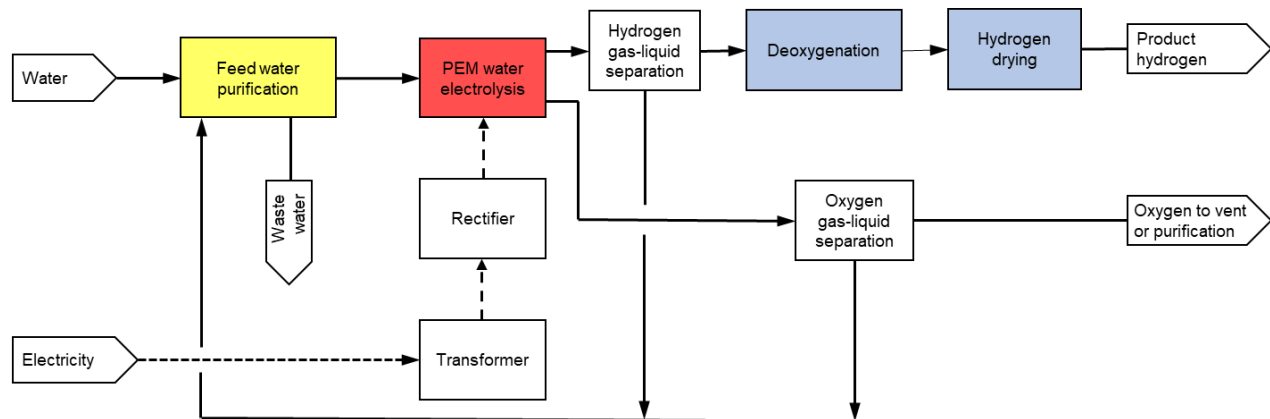 Water
Feed water
purification
PEM water
electrolysis
Hydrogen
gas-liquid
separation
Deoxygenation
Hydrogen
drying
Product
hydrogen
Waste
water
Rectifier
Oxygen
gas-liquid
separation
Oxygen to vent
or purification
Electricity
Transformer